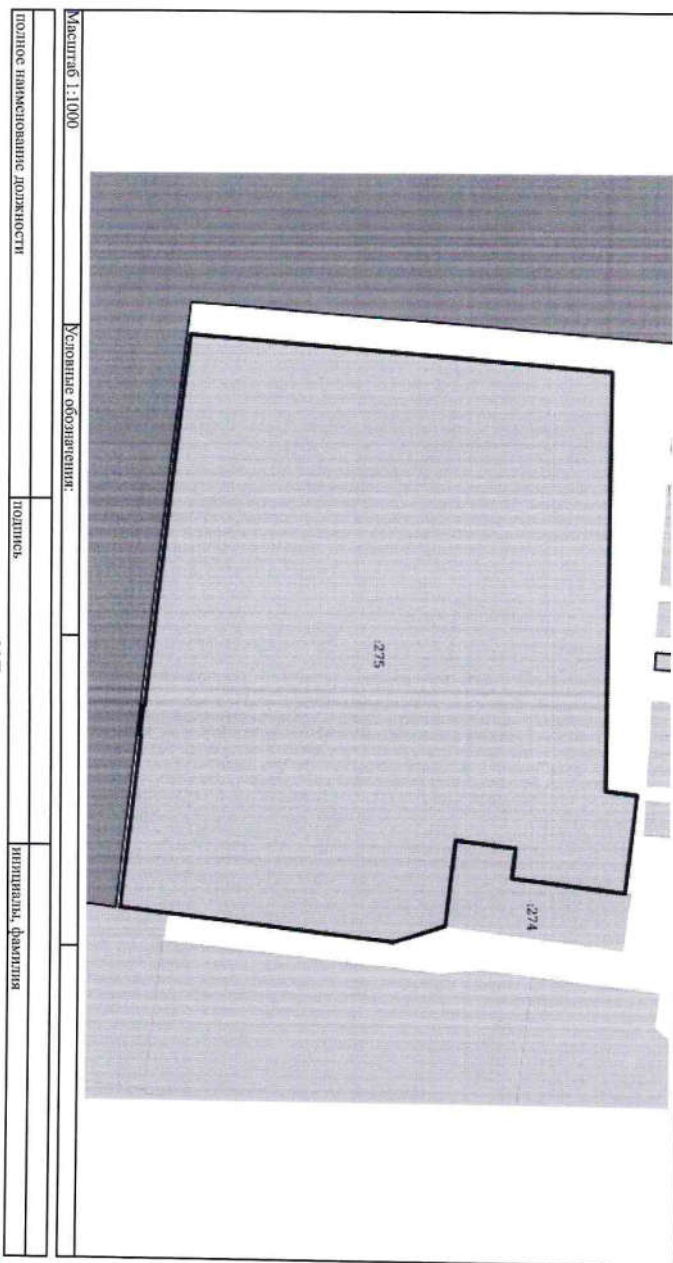 :275
:274
Масштаб 1:1000
Условные обозначения:
полное наименование должности
подпись
инициалы, фамилия